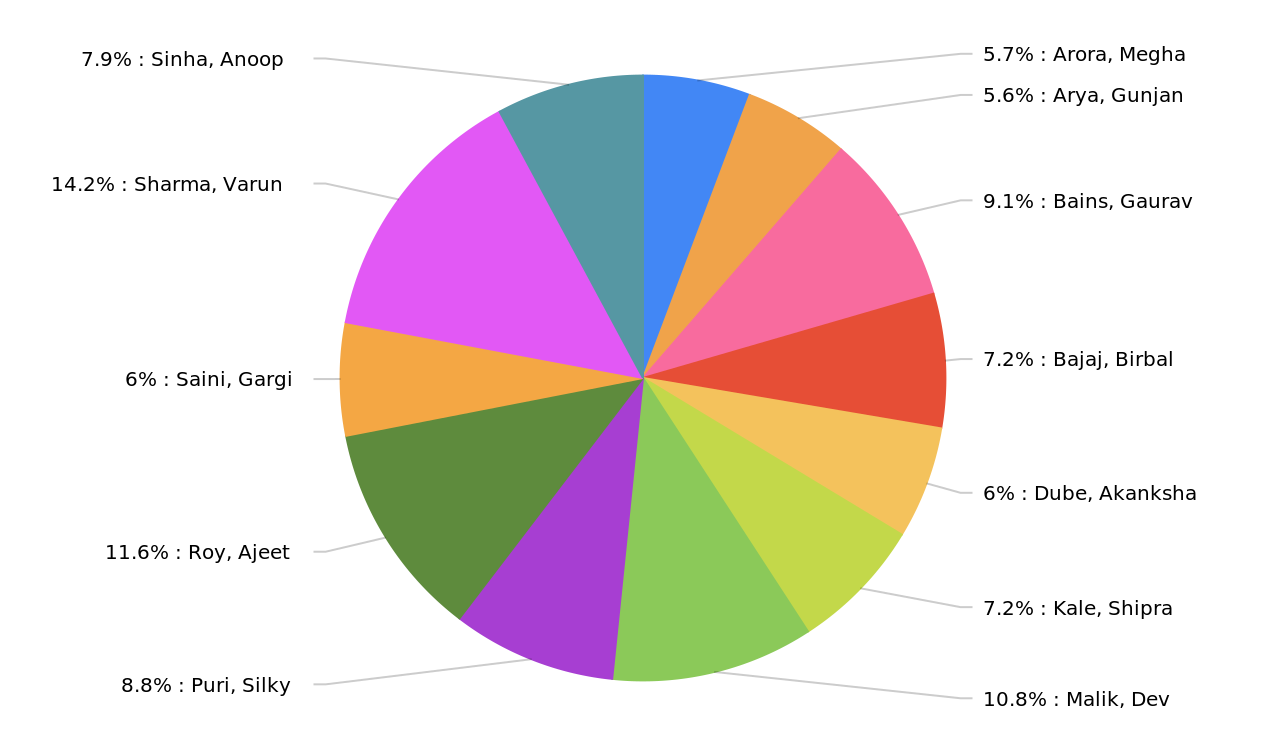 7.9% : Sinha, Anoop
5.7% : Arora, Megha
5.6% : Arya, Gunjan
14.2% : Sharma, Varun
9.1% : Bains, Gaurav
7.2% : Bajaj, Birbal
6% : Saini, Gargi
6% : Dube, Akanksha
11.6% : Roy, Ajeet
7.2% : Kale, Shipra
8.8% : Puri, Silky
10.8% : Malik, Dev